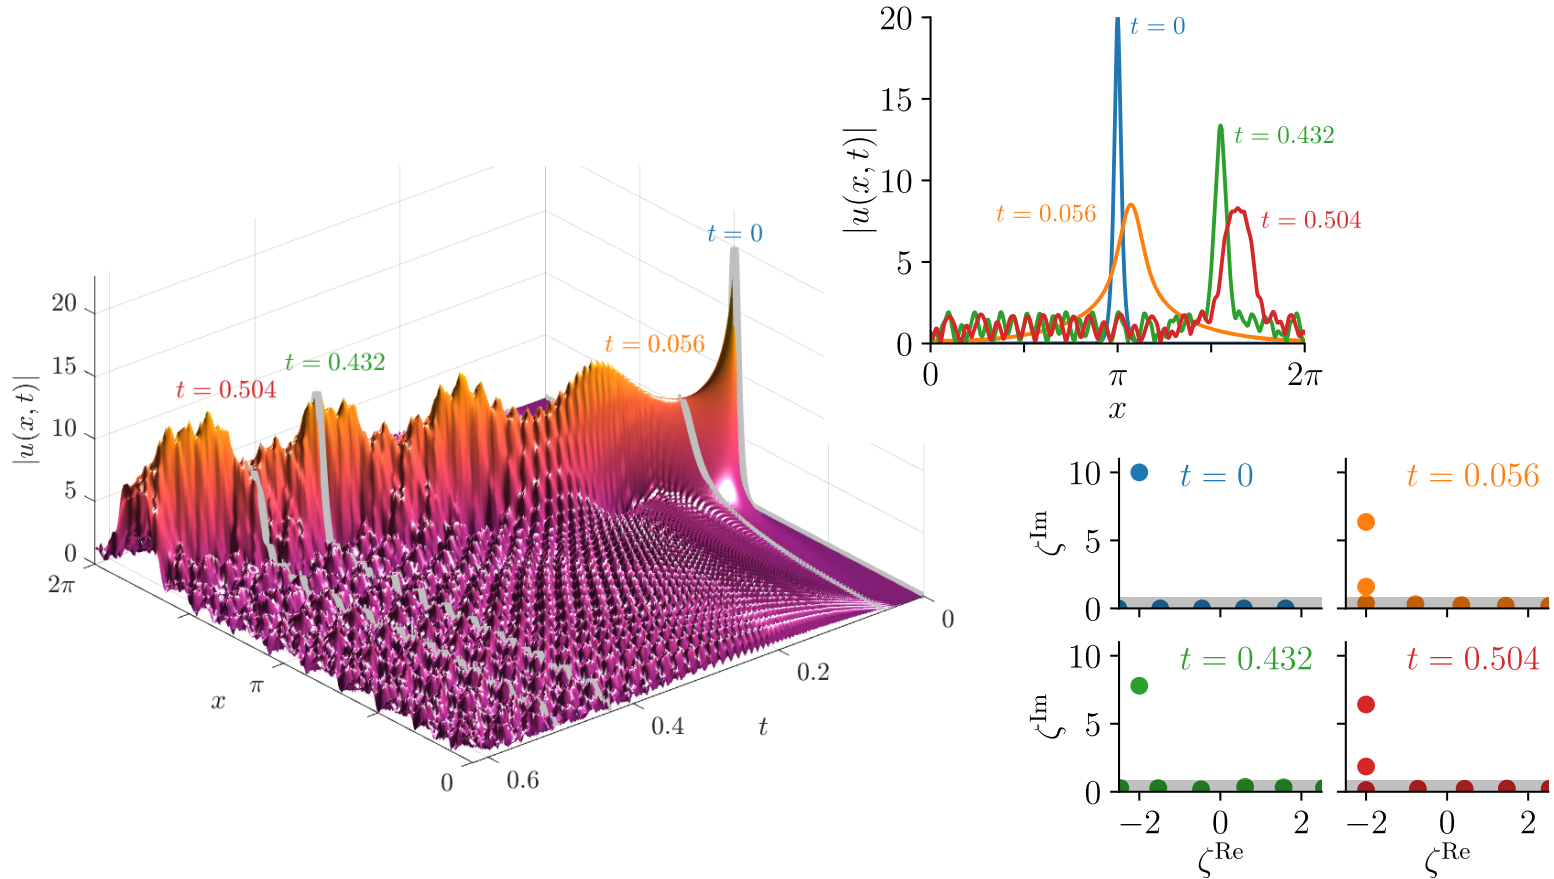 t = 0
t = 0.056
t = 0.432
t = 0.504
|u(x, t)|
20
15
10
5
0
2π
x
π
0
0.6
0.4
t
0.2
0
20
15
10
5
0
|u(x, t)|
t = 0
t = 0.432
t = 0.056
t = 0.504
0
π
2π
x
10
5
0
ζ^Im
t = 0
t = 0.056
10
5
0
ζ^Im
t = 0.432
t = 0.504
−2 0 2
ζ^Re
−2 0 2
ζ^Re